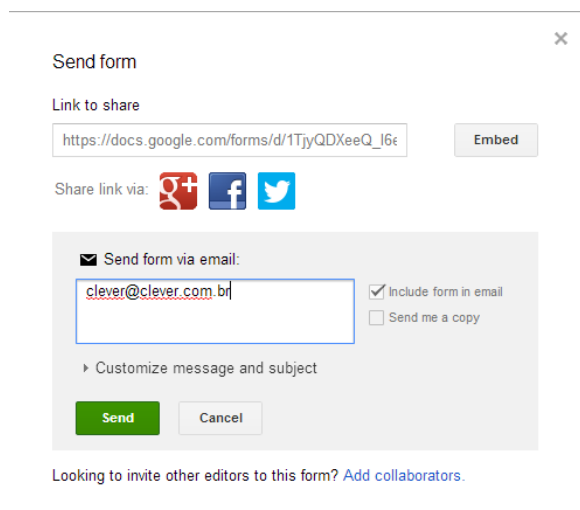 Send form
Link to share
https://docs.google.com/forms/d/1TjyQDXeeQ_l6e
Embed
Share link via: g+ f
Send form via email:
clever@clever.com.br
Include form in email
Send me a copy
Customize message and subject
Send Cancel
Looking to invite other editors to this form? Add collaborators.